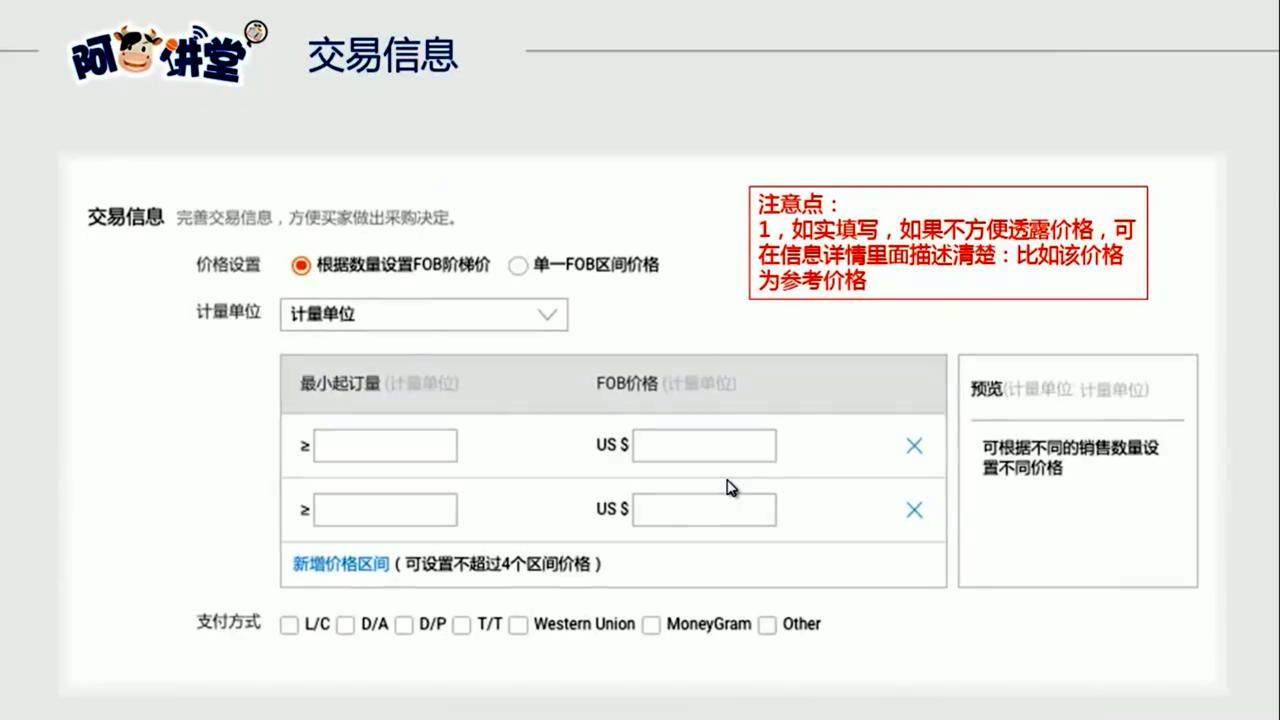 阿牛讲堂
交易信息
注意点：
1，如实填写，如果不方便透露价格，可
在信息详情里面描述清楚：比如该价格
为参考价格
交易信息 完善交易信息，方便买家做出采购决定。
价格设置 根据数量设置FOB阶梯价 单一FOB区间价格
计量单位 计量单位
最小起订量 (计量单位) FOB价格 (计量单位)
≥ US $
≥ US $
新增价格区间 ( 可设置不超过4个区间价格 )
预览(计量单位: 计量单位)
可根据不同的销售数量设
置不同价格
支付方式 L/C D/A D/P T/T Western Union MoneyGram Other